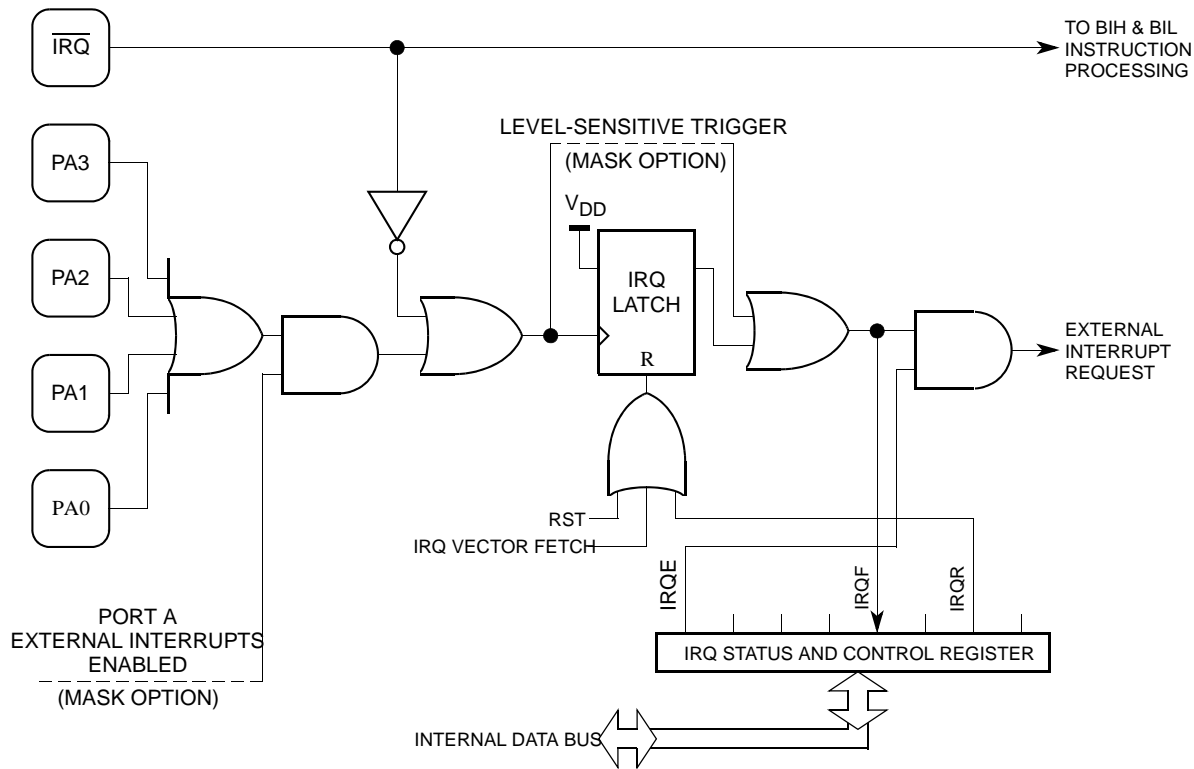 IRQ
TO BIH & BIL
INSTRUCTION
PROCESSING
PA3
LEVEL-SENSITIVE TRIGGER
(MASK OPTION)
VDD
PA2
IRQ
LATCH
R
PA1
EXTERNAL
INTERRUPT
REQUEST
PA0
RST
IRQ VECTOR FETCH
IRQE
IRQF
IRQR
PORT A
EXTERNAL INTERRUPTS
ENABLED
(MASK OPTION)
IRQ STATUS AND CONTROL REGISTER
INTERNAL DATA BUS